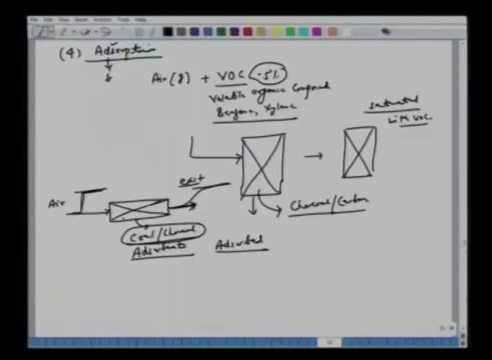 (4) Adsorption
Air (g) + VOC (~5%)
Volatile organic compound
Benzene, Xylene
saturated
with VOC
exit
Air
Charcoal/Carbon
Coal/Charcoal
Adsorbents
Adsorbed